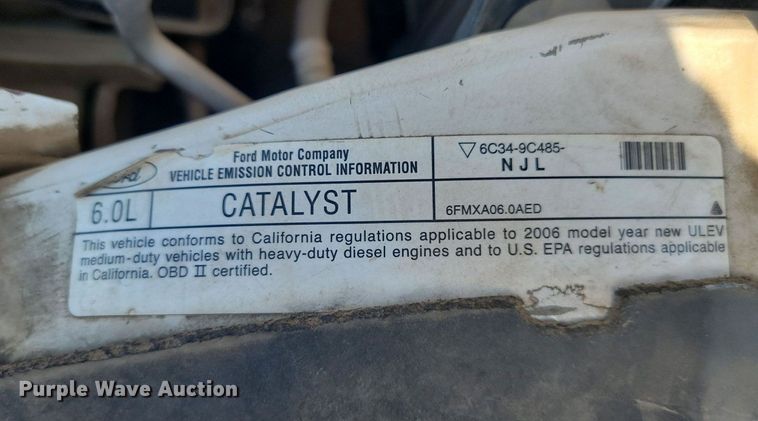 Ford Motor Company
VEHICLE EMISSION CONTROL INFORMATION
6C34-9C485-
NJL
6.0L
CATALYST
6FMXA06.0AED
This vehicle conforms to California regulations applicable to 2006 model year new ULEV
medium-duty vehicles with heavy-duty diesel engines and to U.S. EPA regulations applicable
in California. OBD II certified.
Purple Wave Auction